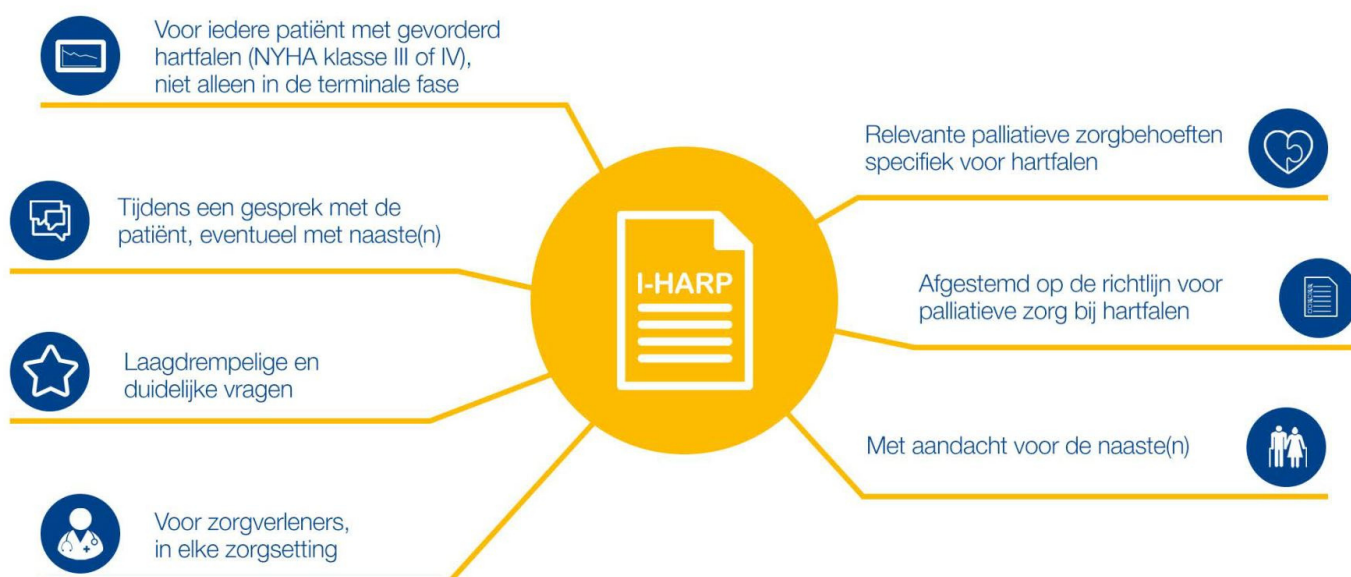 Voor iedere patiënt met gevorderd
hartfalen (NYHA klasse III of IV),
niet alleen in de terminale fase
Tijdens een gesprek met de
patiënt, eventueel met naaste(n)
Laagdrempelige en
duidelijke vragen
Voor zorgverleners,
in elke zorgsetting
I-HARP
Relevante palliatieve zorgbehoeften
specifiek voor hartfalen
Afgestemd op de richtlijn voor
palliatieve zorg bij hartfalen
Met aandacht voor de naaste(n)